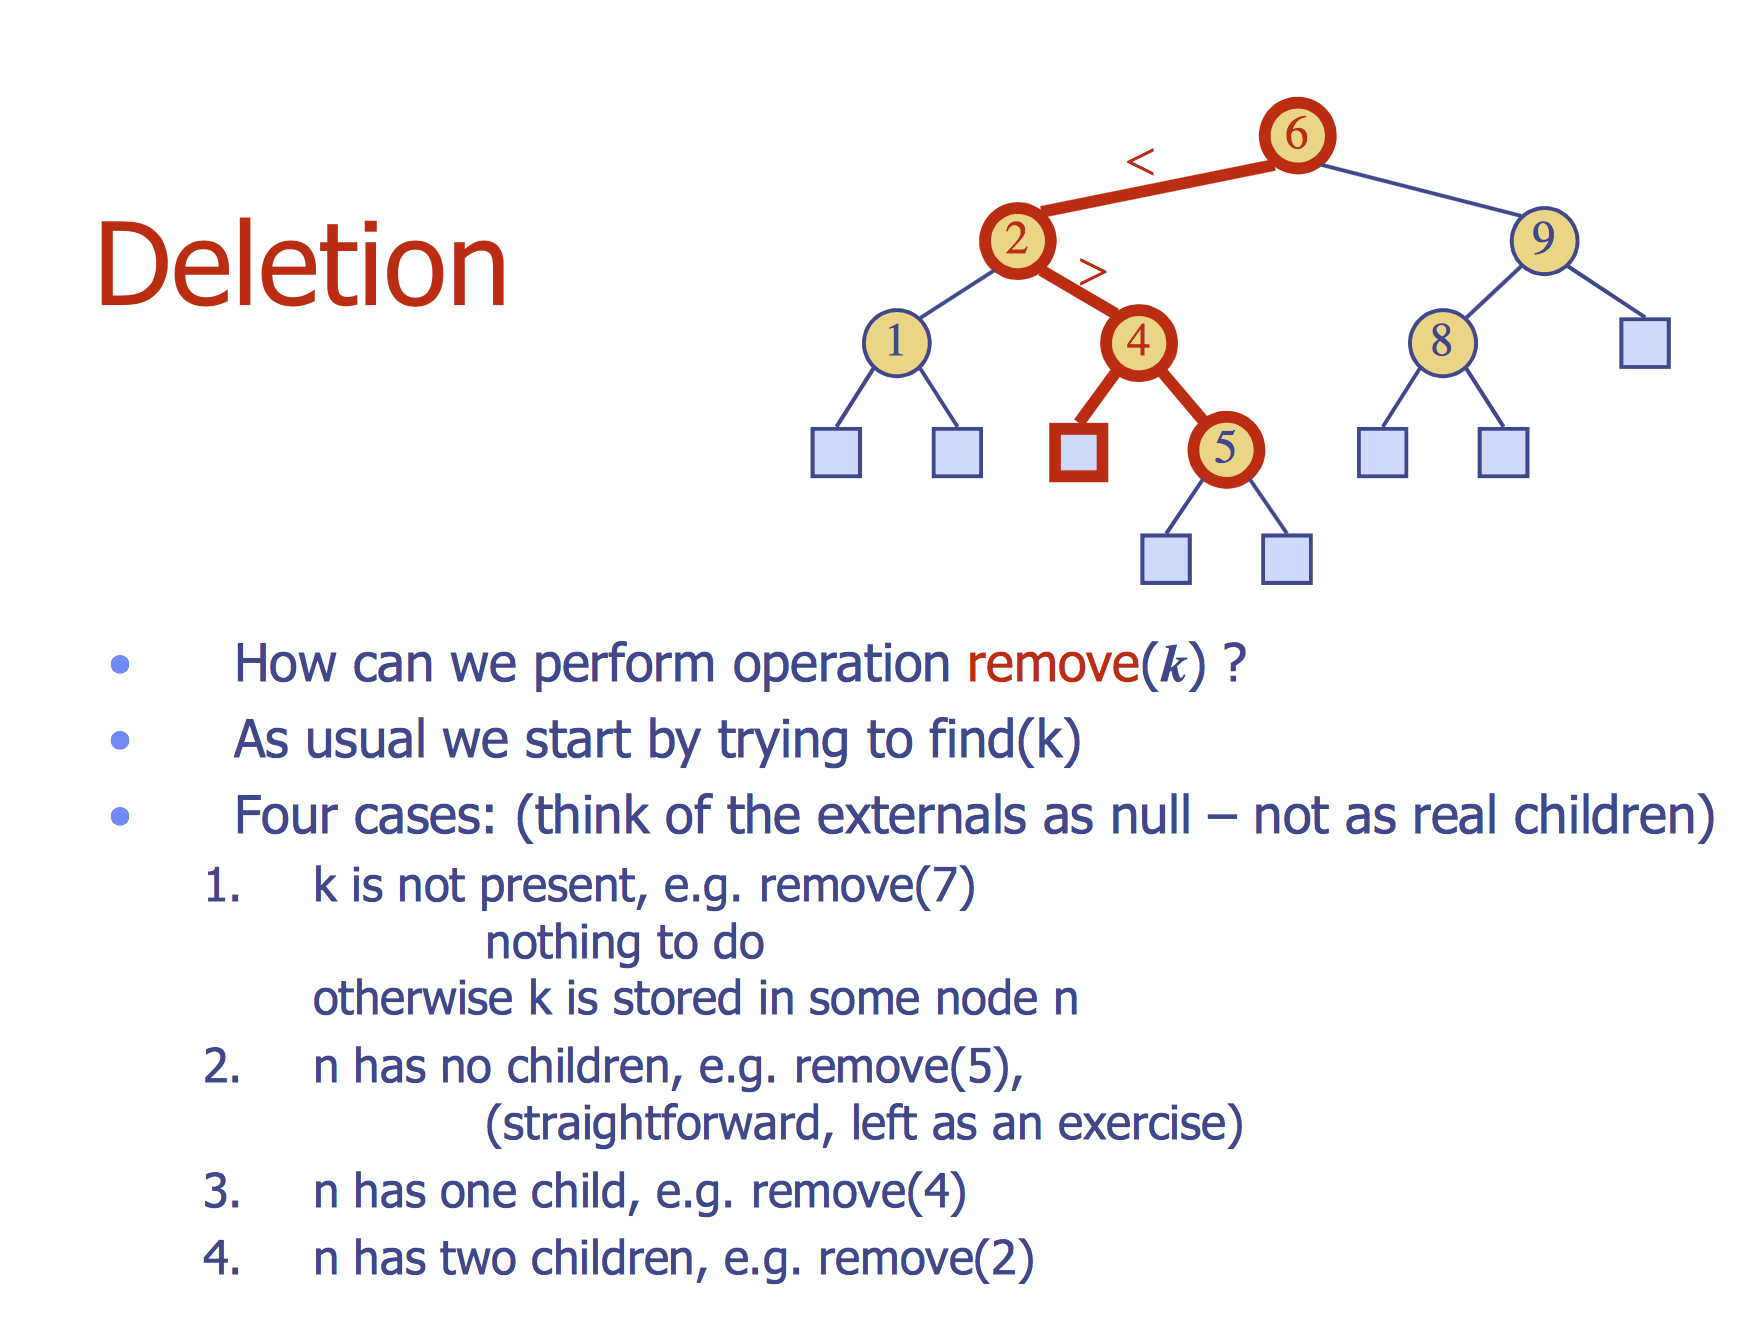 Deletion
6
<
2
9
>
1
4
8
5
• How can we perform operation remove(k) ?
• As usual we start by trying to find(k)
• Four cases: (think of the externals as null – not as real children)
1. k is not present, e.g. remove(7)
nothing to do
otherwise k is stored in some node n
2. n has no children, e.g. remove(5),
(straightforward, left as an exercise)
3. n has one child, e.g. remove(4)
4. n has two children, e.g. remove(2)